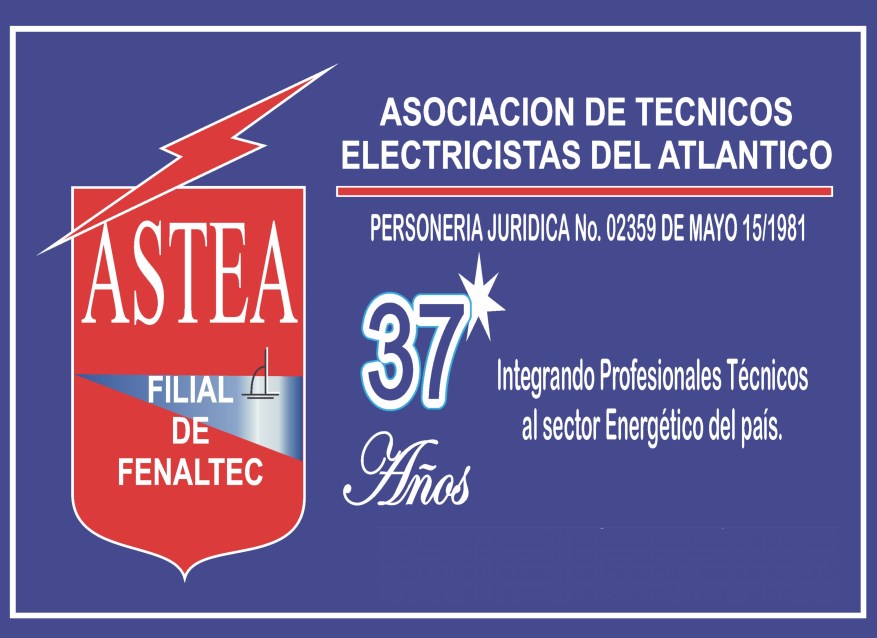 ASOCIACION DE TECNICOS
ELECTRICISTAS DEL ATLANTICO
PERSONERIA JURIDICA No. 02359 DE MAYO 15/1981
ASTEA
FILIAL
DE
FENALTEC
37
Años
Integrando Profesionales Técnicos
al sector Energético del país.